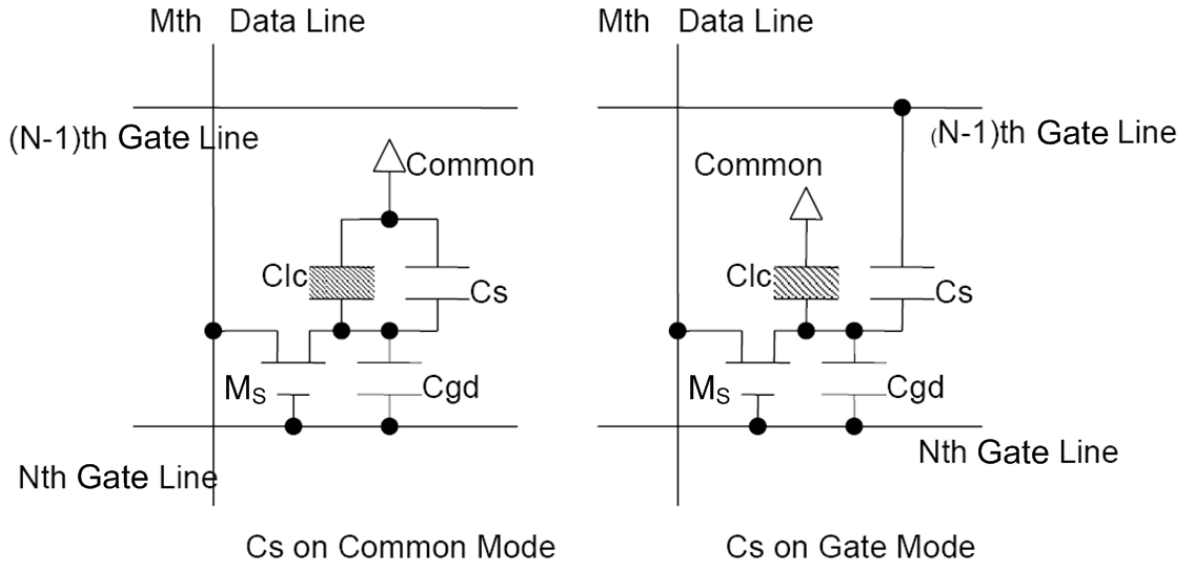 Mth Data Line
(N-1)th Gate Line
Common
Clc
Cs
MS
Cgd
Nth Gate Line
Cs on Common Mode
Mth Data Line
(N-1)th Gate Line
Common
Clc
Cs
MS
Cgd
Nth Gate Line
Cs on Gate Mode